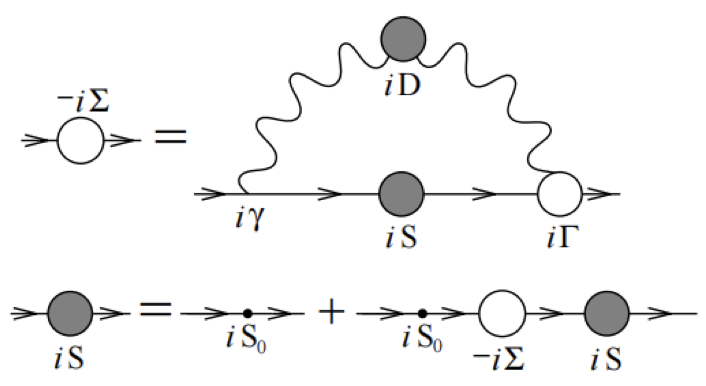 −iΣ =
iD
iγ iS iΓ
= +
iS iS₀ iS₀ −iΣ iS